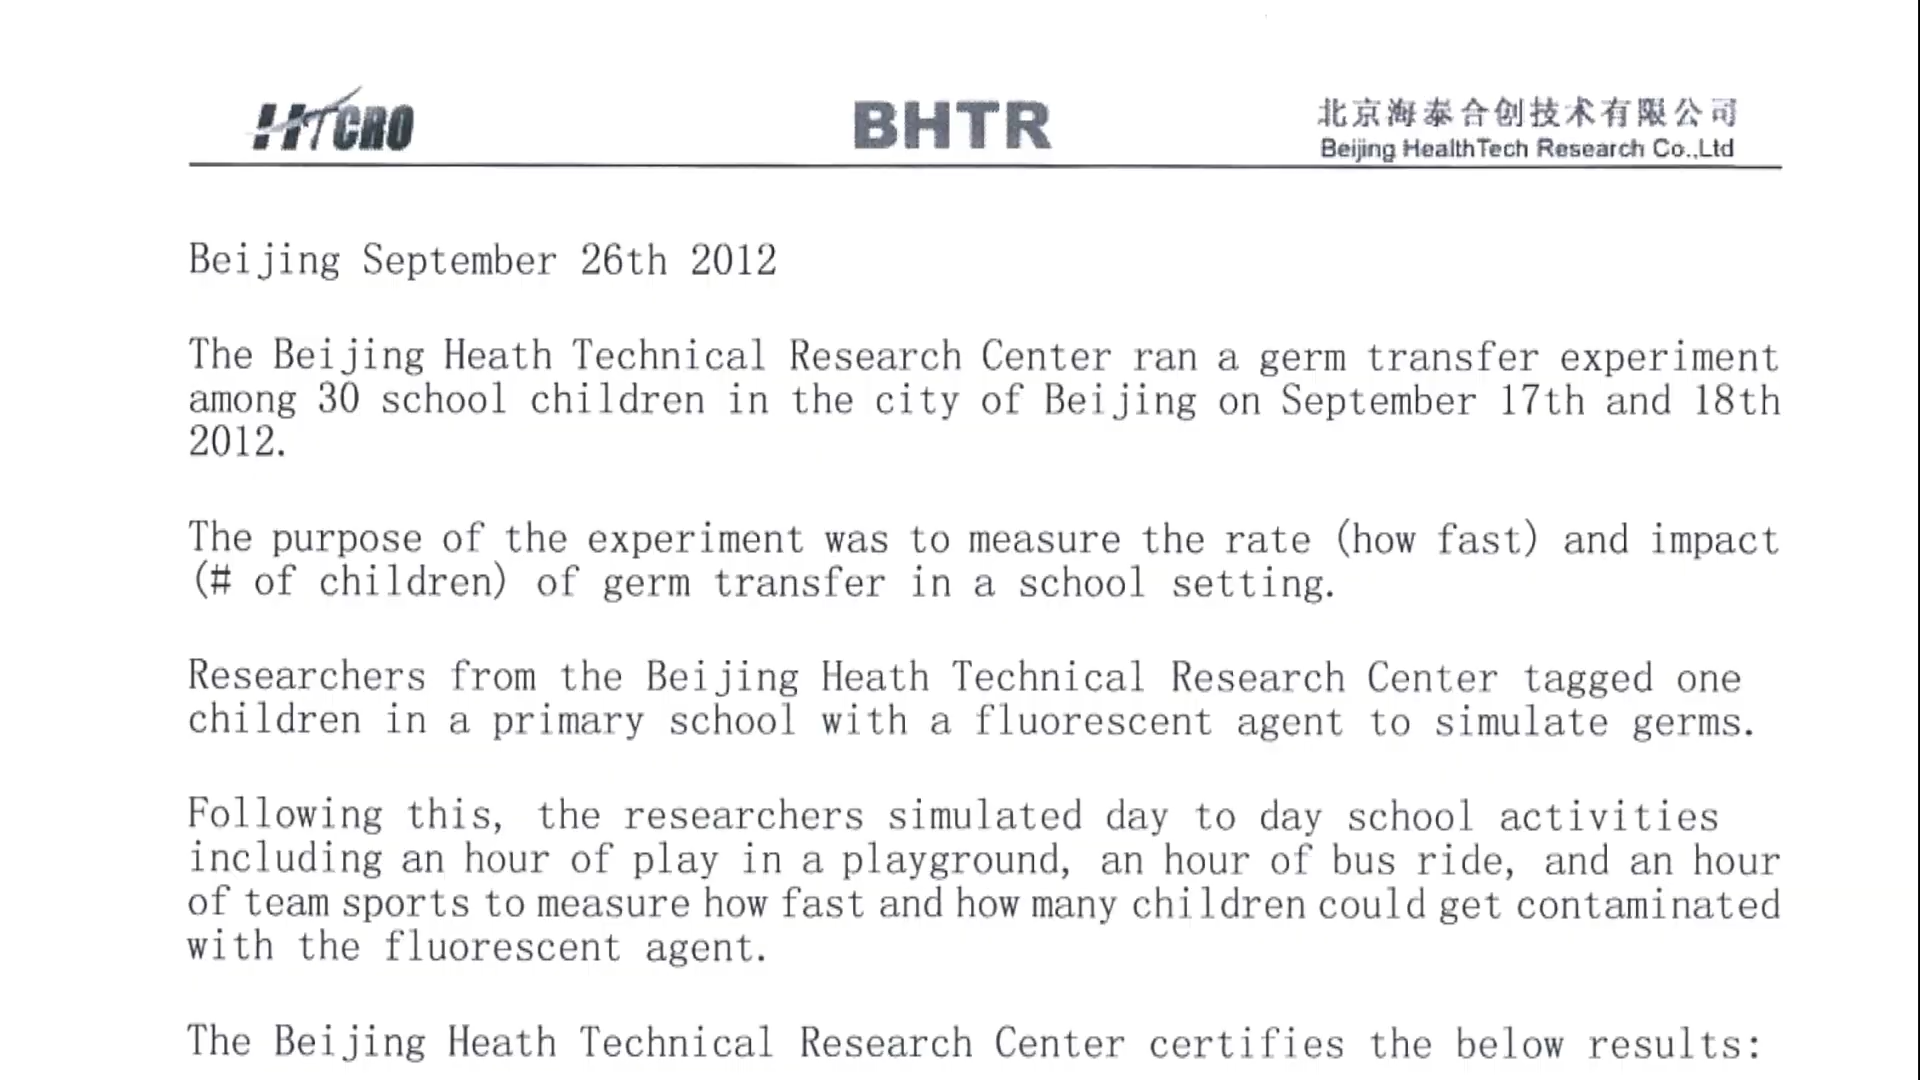 HTCRO
BHTR
北京海泰合创技术有限公司
Beijing HealthTech Research Co.,Ltd
Beijing September 26th 2012
The Beijing Heath Technical Research Center ran a germ transfer experiment
among 30 school children in the city of Beijing on September 17th and 18th
2012.
The purpose of the experiment was to measure the rate (how fast) and impact
(# of children) of germ transfer in a school setting.
Researchers from the Beijing Heath Technical Research Center tagged one
children in a primary school with a fluorescent agent to simulate germs.
Following this, the researchers simulated day to day school activities
including an hour of play in a playground, an hour of bus ride, and an hour
of team sports to measure how fast and how many children could get contaminated
with the fluorescent agent.
The Beijing Heath Technical Research Center certifies the below results: